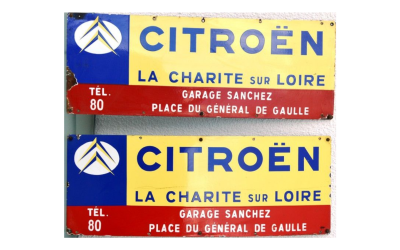 CITROËN
LA CHARITE SUR LOIRE
TÉL. GARAGE SANCHEZ
80 PLACE DU GÉNÉRAL DE GAULLE
CITROËN
LA CHARITE SUR LOIRE
TÉL. GARAGE SANCHEZ
80 PLACE DU GÉNÉRAL DE GAULLE